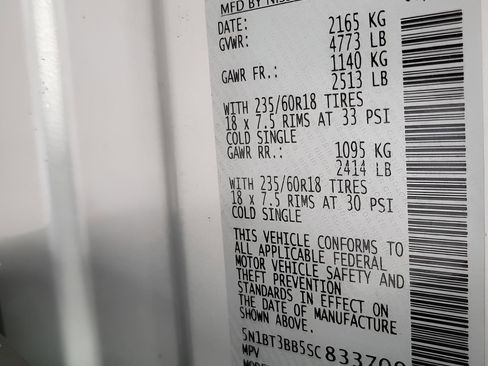 MFD BY
DATE: 2165 KG
GVWR: 4773 LB
1140 KG
GAWR FR.: 2513 LB
WITH 235/60R18 TIRES
18 x 7.5 RIMS AT 33 PSI
COLD SINGLE
GAWR RR.: 1095 KG
2414 LB
WITH 235/60R18 TIRES
18 x 7.5 RIMS AT 30 PSI
COLD SINGLE
THIS VEHICLE CONFORMS TO
ALL APPLICABLE FEDERAL
MOTOR VEHICLE SAFETY AND
THEFT PREVENTION
STANDARDS IN EFFECT ON
THE DATE OF MANUFACTURE
SHOWN ABOVE.
5N1BT3BB5SC83370
MPV